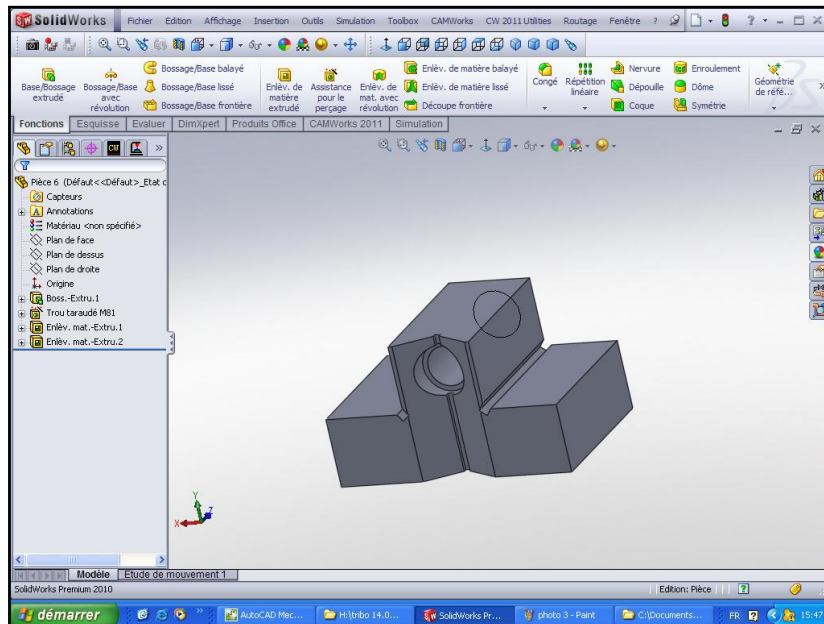 SolidWorks Fichier Edition Affichage Insertion Outils Simulation Toolbox CAMWorks CW 2011 Utilities Routage Fenêtre ?
Base/Bossage extrudé
Bossage/Base avec révolution
Bossage/Base balayé
Bossage/Base lissé
Bossage/Base frontière
Enlèv. de matière extrudé
Assistance pour le perçage
Enlèv. de mat. avec révolution
Enlèv. de matière balayé
Enlèv. de matière lissé
Découpe frontière
Congé
Répétition linéaire
Nervure
Dépouille
Coque
Enroulement
Dôme
Symétrie
Géométrie de réfé...
Fonctions Esquisse Evaluer DimXpert Produits Office CAMWorks 2011 Simulation
Pièce 6 (Défaut<<Défaut>_Etat c
Capteurs
Annotations
Matériau <non spécifié>
Plan de face
Plan de dessus
Plan de droite
Origine
Boss.-Extru.1
Trou taraudé M81
Enlèv. mat.-Extru.1
Enlèv. mat.-Extru.2
Y
X
Z
Modèle Etude de mouvement 1
SolidWorks Premium 2010 Edition: Pièce
démarrer AutoCAD Mec... H:\tribo 14.0... SolidWorks Pr... photo 3 - Paint C:\Documents... FR 15:47